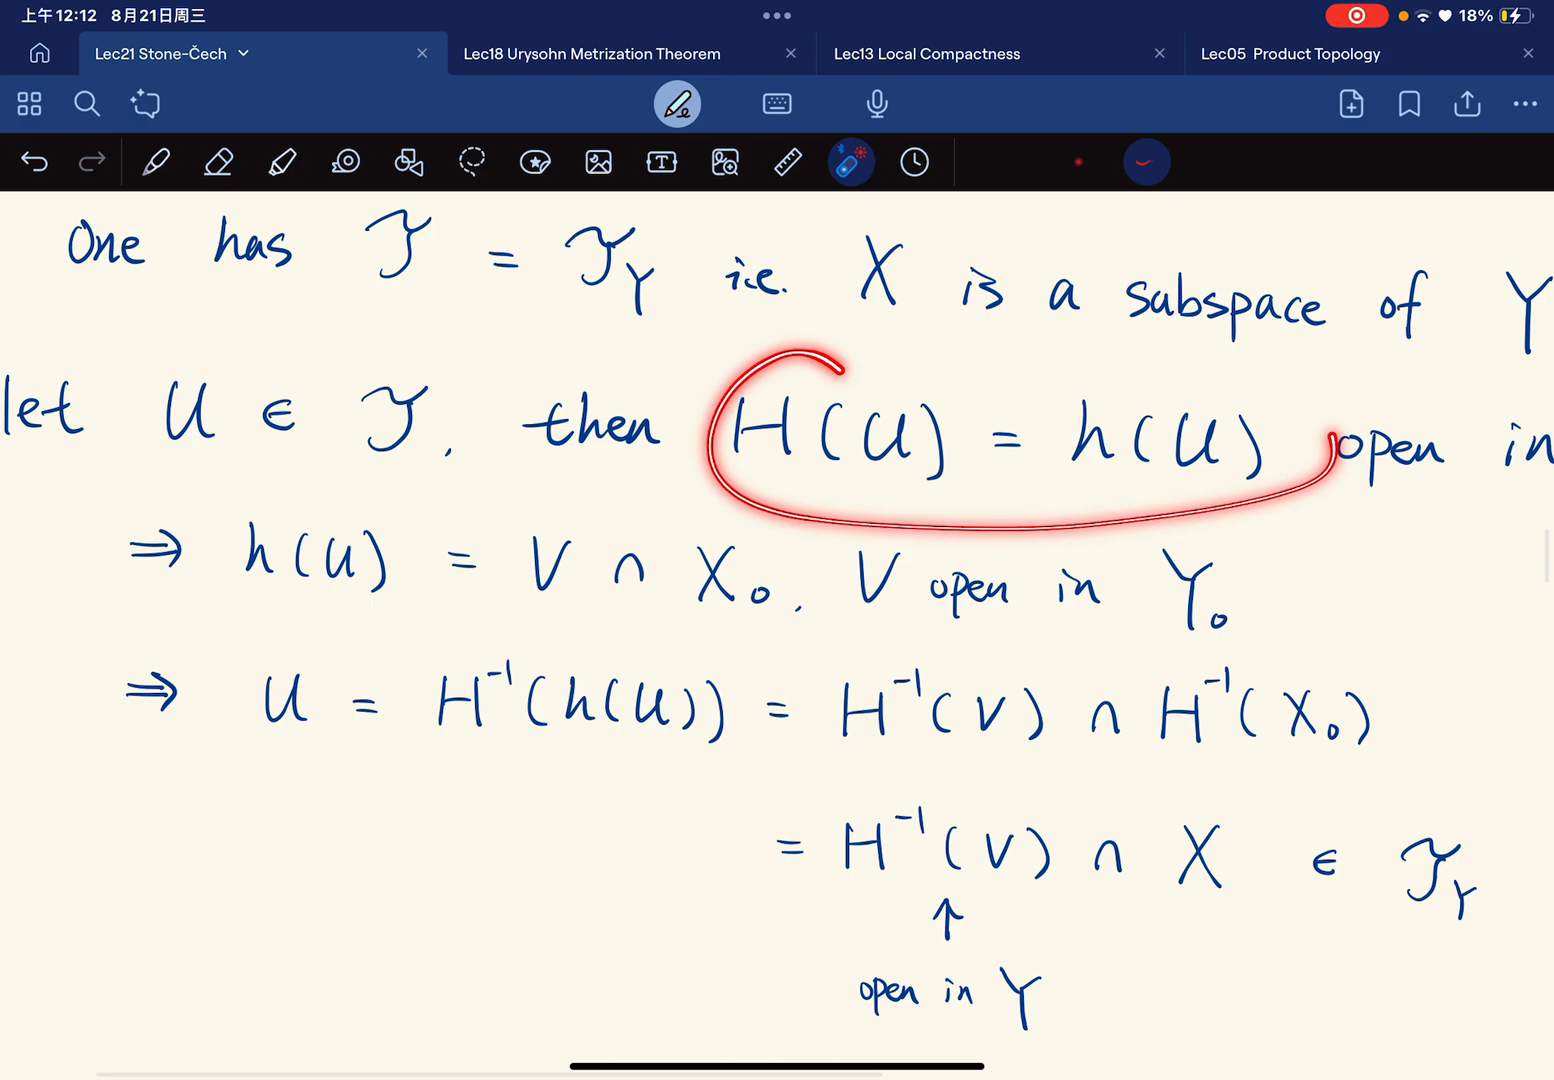 上午12:12 8月21日周三
18%
Lec21 Stone-Čech
Lec18 Urysohn Metrization Theorem
Lec13 Local Compactness
Lec05 Product Topology
One has 𝒯 = 𝒯_Y i.e. X is a subspace of Y
let U ∈ 𝒯, then H(U) = h(U) open in
⇒ h(U) = V ∩ X₀, V open in Y₀
⇒ U = H⁻¹(h(U)) = H⁻¹(V) ∩ H⁻¹(X₀)
= H⁻¹(V) ∩ X ∈ 𝒯_Y
↑
open in Y